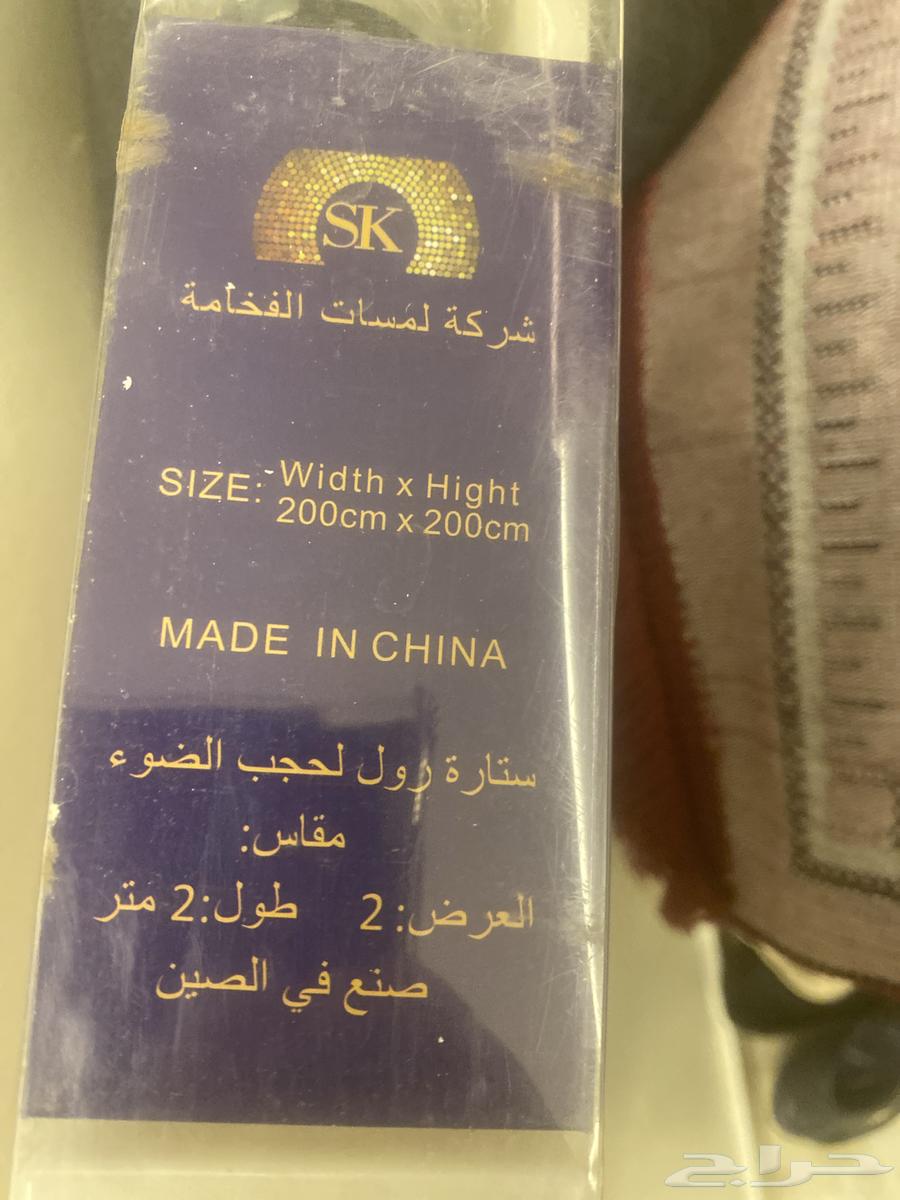 SK
شركة لمسات الفخامة
SIZE: Width x Hight
200cm x 200cm
MADE IN CHINA
ستارة رول لحجب الضوء
مقاس:
العرض: 2 طول:2 متر
صنع في الصين
حراج